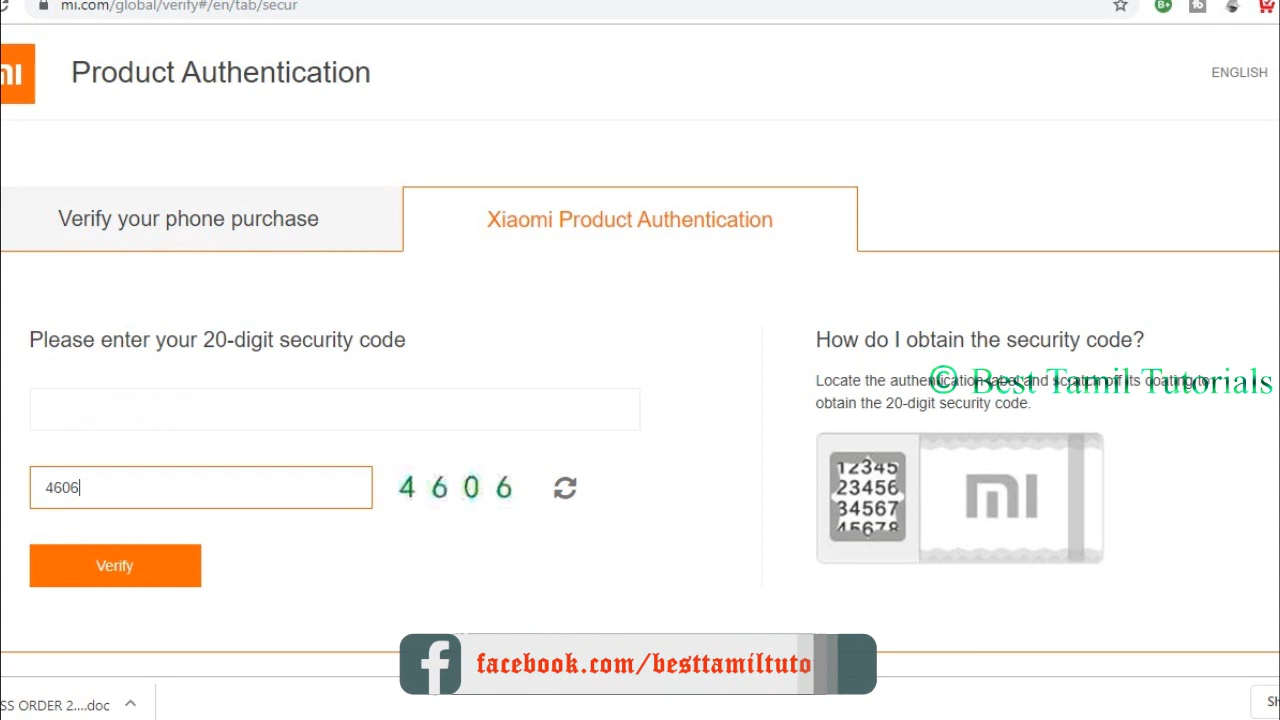 mi.com/global/verify#/en/tab/secur
mi
Product Authentication
ENGLISH
Verify your phone purchase
Xiaomi Product Authentication
Please enter your 20-digit security code
4606
4 6 0 6
Verify
How do I obtain the security code?
Locate the authentication label and scratch off its coating to
obtain the 20-digit security code.
© Best Tamil Tutorials
12345
23456
34567
45678
mi
facebook.com/besttamiltuto
SS ORDER 2....doc